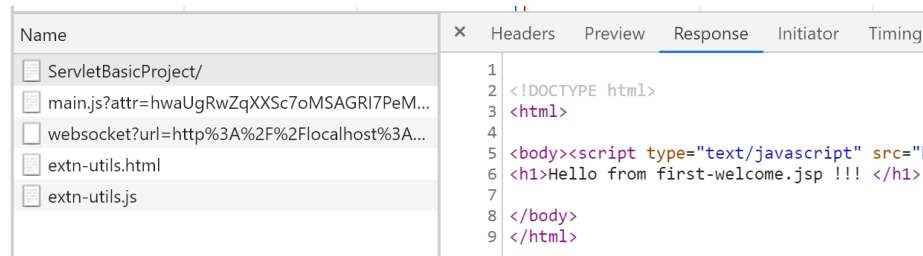 Name
ServletBasicProject/
main.js?attr=hwaUgRwZqXXSc7oMSAGRI7PeM...
websocket?url=http%3A%2F%2Flocalhost%3A...
extn-utils.html
extn-utils.js
× Headers Preview Response Initiator Timing
1
2 <!DOCTYPE html>
3 <html>
4
5 <body><script type="text/javascript" src="
6 <h1>Hello from first-welcome.jsp !!! </h1>
7
8 </body>
9 </html>